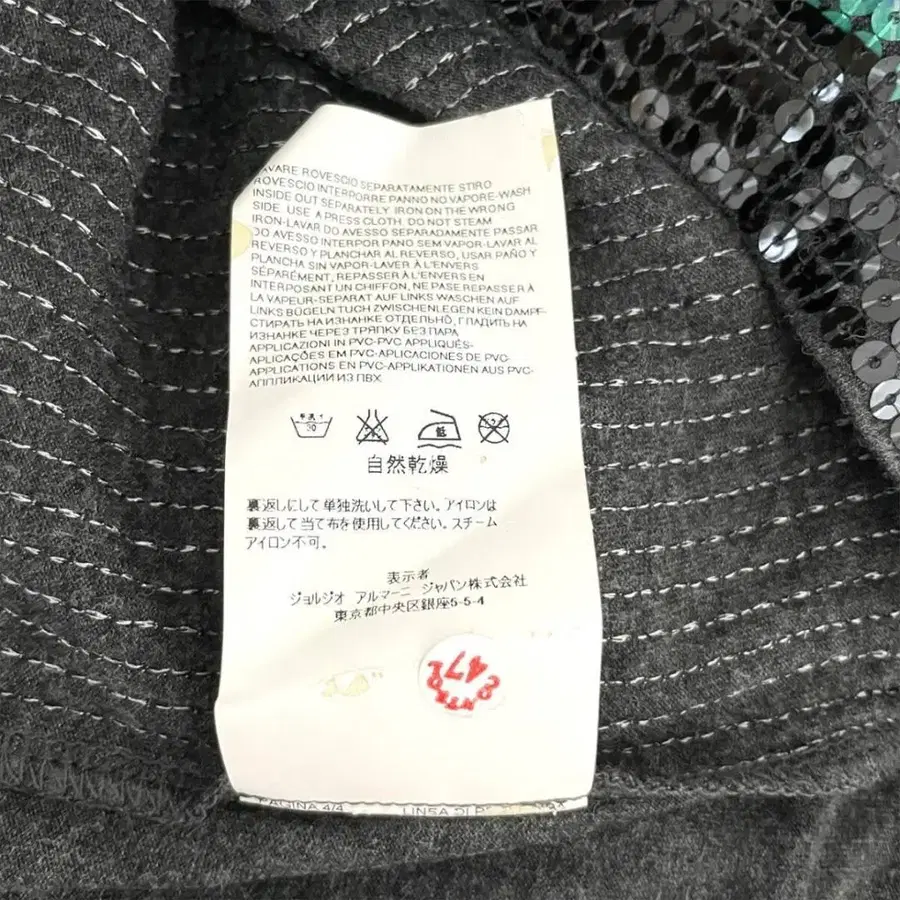 LAVARE ROVESCIO SEPARATAMENTE STIRO
ROVESCIO INTERPORRE PANNO NO VAPORE-WASH
INSIDE OUT SEPARATELY IRON ON THE WRONG
SIDE. USE A PRESS CLOTH. DO NOT STEAM
IRON-LAVAR DO AVESSO SEPARADAMENTE PASSAR
DO AVESSO INTERPOR PANO SEM VAPOR-LAVAR AL
REVERSO Y PLANCHAR AL REVERSO, USAR PAÑO Y
PLANCHA SIN VAPOR-LAVER À L'ENVERS
SÉPARÉMENT, REPASSER À L'ENVERS EN
INTERPOSANT UN CHIFFON, NE PAS REPASSER À
LA VAPEUR-SEPARAT AUF LINKS WASCHEN AUF
LINKS BÜGELN TUCH ZWISCHENLEGEN KEIN DAMPF-
СТИРАТЬ НА ИЗНАНКЕ ОТДЕЛЬНО, ГЛАДИТЬ НА
ИЗНАНКЕ ЧЕРЕЗ ТРЯПКУ БЕЗ ПАРА
APPLICAZIONI IN PVC-PVC APPLIQUÉS-
APLICAÇÕES EM PVC-APLICACIONES DE PVC-
APPLICATIONS EN PVC-APPLIKATIONEN AUS PVC-
АППЛИКАЦИИ ИЗ ПВХ
30 低
自然乾燥
裏返しにして単独洗いして下さい。アイロンは
裏返して当て布を使用してください。スチーム
アイロン不可。
表示者
ジョルジオ アルマーニ ジャパン株式会社
東京都中央区銀座5-5-4
47L
PAGINA 4/4